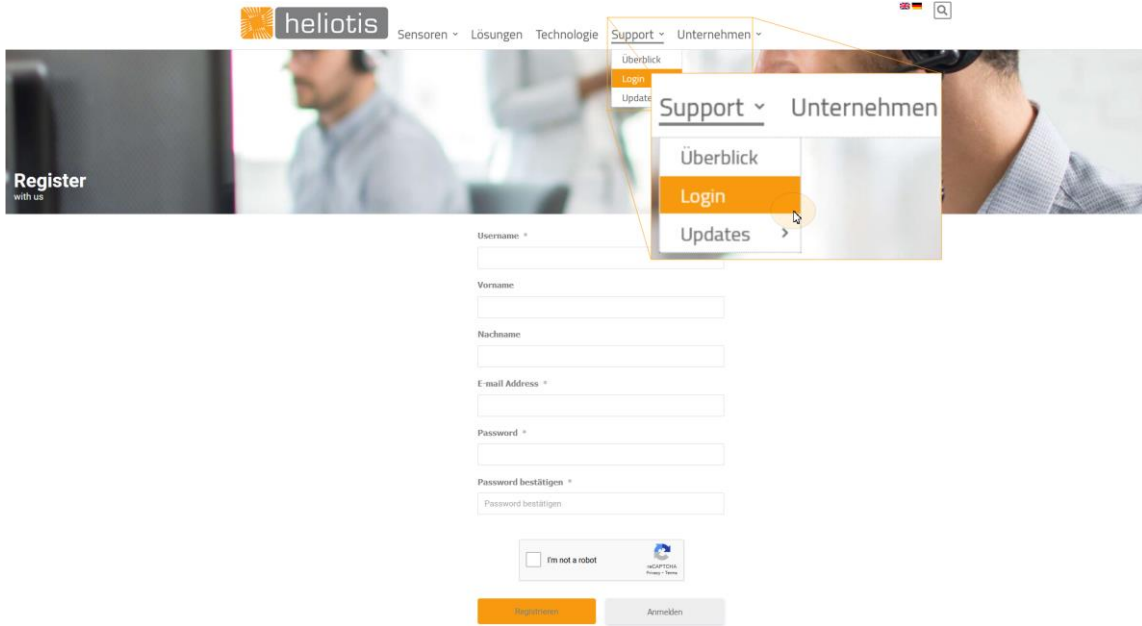 heliotis
Sensoren Lösungen Technologie Support Unternehmen
Überblick
Login
Update
Support Unternehmen
Überblick
Login
Updates
Register
with us
Username *
Vorname
Nachname
E-mail Address *
Password *
Password bestätigen *
Password bestätigen
I'm not a robot
reCAPTCHA
Privacy - Terms
Registrieren
Anmelden